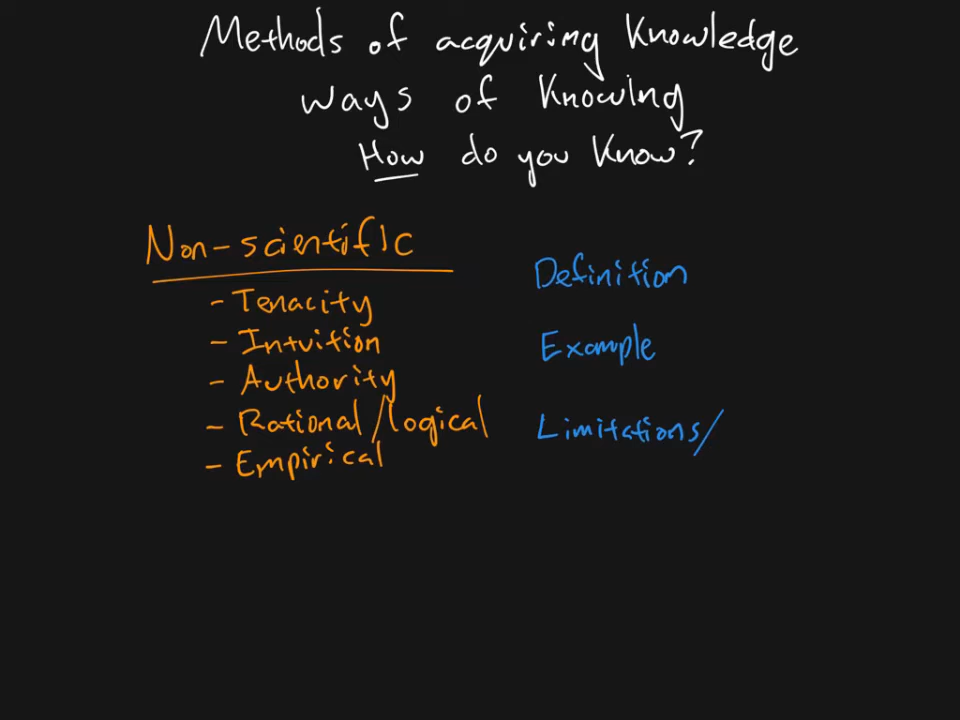 Methods of acquiring Knowledge
Ways of Knowing
How do you Know?
Non-scientific
- Tenacity
- Intuition
- Authority
- Rational/logical
- Empirical
Definition
Example
Limitations/